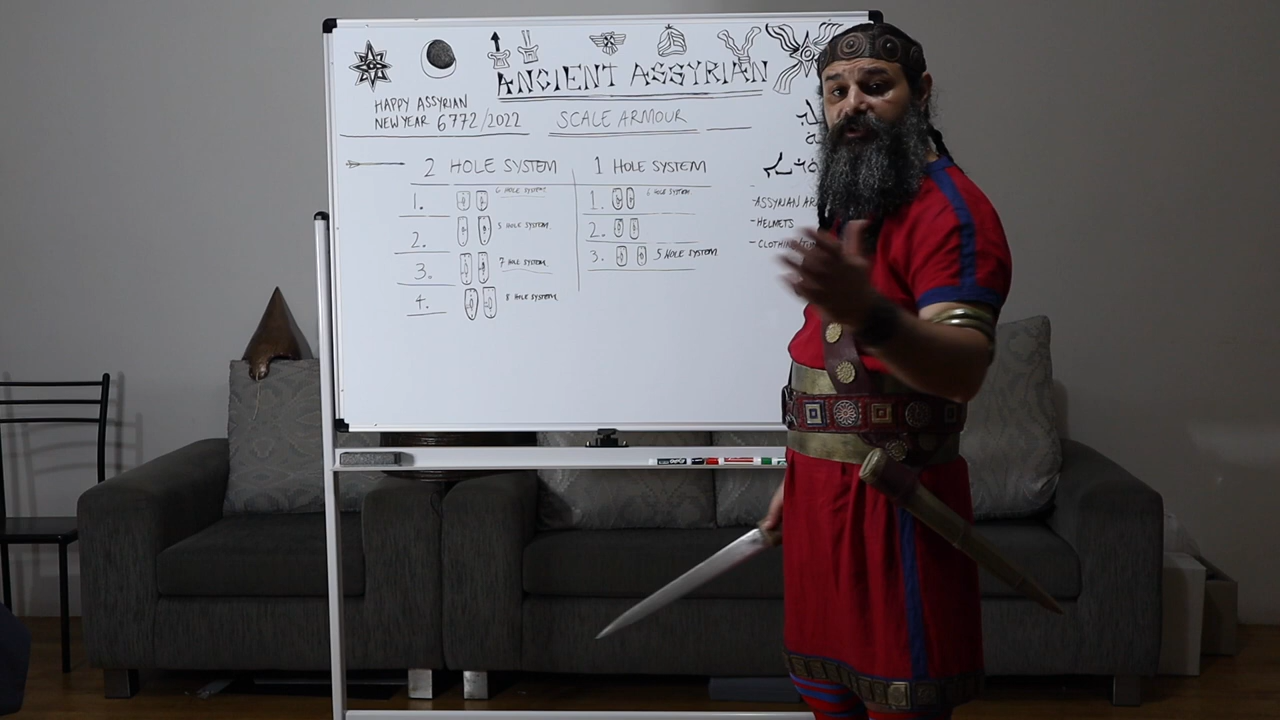 ANCIENT ASSYRIAN
HAPPY ASSYRIAN
NEW YEAR 6772/2022
SCALE ARMOUR
2 HOLE SYSTEM
1. 6 HOLE SYSTEM
2. 5 HOLE SYSTEM
3. 7 HOLE SYSTEM
4. 8 HOLE SYSTEM
1 HOLE SYSTEM
1. 6 HOLE SYSTEM
2.
3. 5 HOLE SYSTEM
-ASSYRIAN
-HELMETS